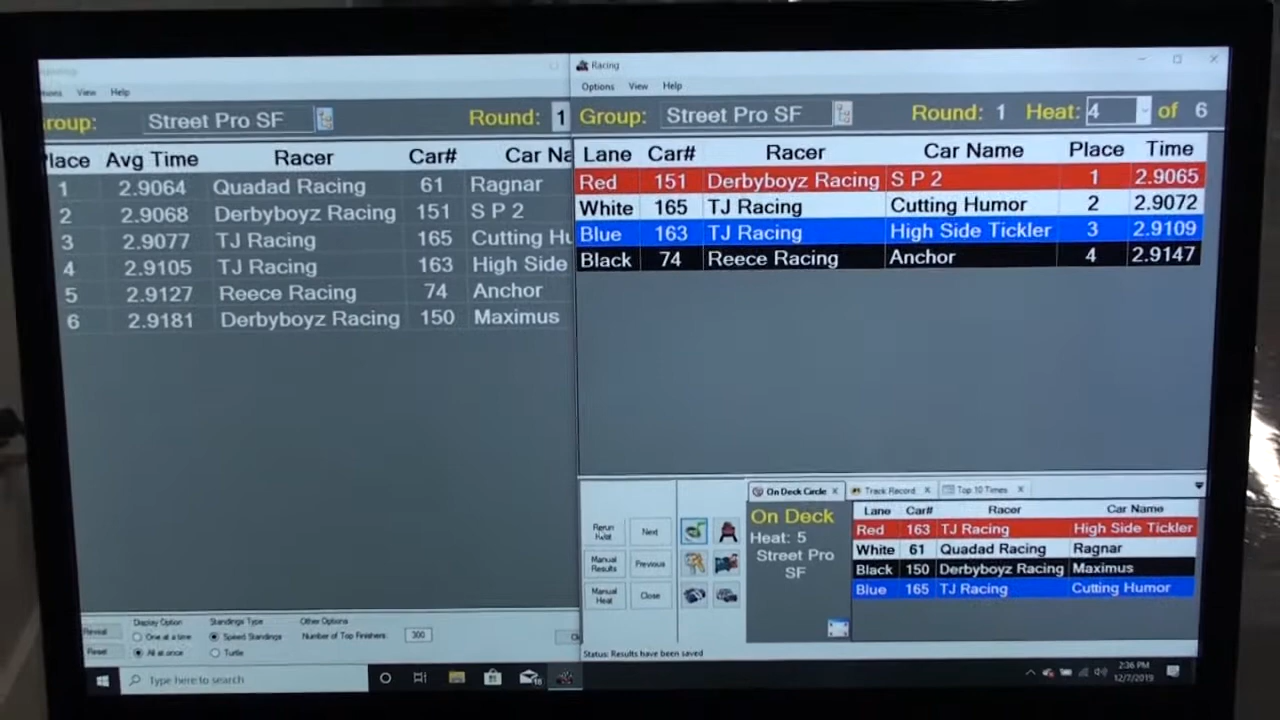 View Help
Group: Street Pro SF Round: 1
Place Avg Time Racer Car# Car Na
1 2.9064 Quadad Racing 61 Ragnar
2 2.9068 Derbyboyz Racing 151 S P 2
3 2.9077 TJ Racing 165 Cutting Hu
4 2.9105 TJ Racing 163 High Side
5 2.9127 Reece Racing 74 Anchor
6 2.9181 Derbyboyz Racing 150 Maximus
Reveal
Reset
Display Option
One at a time
All at once
Standings Type
Speed Standings
Turtle
Other Options
Number of Top Finishers: 300
Racing
Options View Help
Group: Street Pro SF Round: 1 Heat: 4 of 6
Lane Car# Racer Car Name Place Time
Red 151 Derbyboyz Racing S P 2 1 2.9065
White 165 TJ Racing Cutting Humor 2 2.9072
Blue 163 TJ Racing High Side Tickler 3 2.9109
Black 74 Reece Racing Anchor 4 2.9147
Rerun Heat
Next
Manual Results
Previous
Manual Heat
Close
On Deck Circle Track Record Top 10 Times
On Deck
Heat: 5
Street Pro
SF
Lane Car# Racer Car Name
Red 163 TJ Racing High Side Tickler
White 61 Quadad Racing Ragnar
Black 150 Derbyboyz Racing Maximus
Blue 165 TJ Racing Cutting Humor
Status: Results have been saved
Type here to search
2:36 PM
12/7/2019